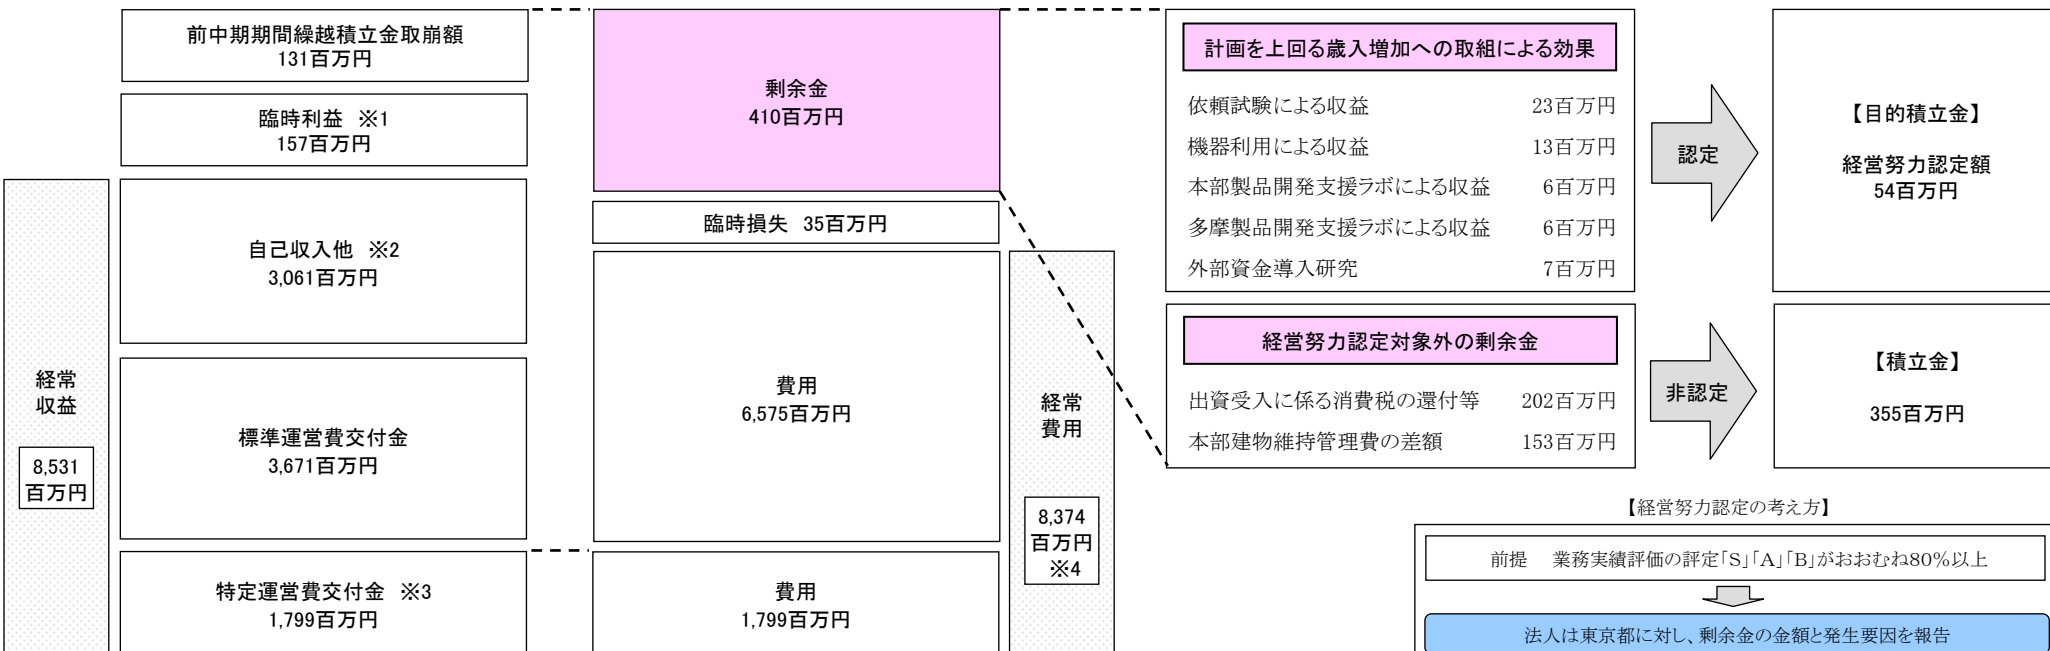 経常
収益
8,531
百万円
前中期期間繰越積立金取崩額
131百万円
臨時利益 ※1
157百万円
自己収入他 ※2
3,061百万円
標準運営費交付金
3,671百万円
特定運営費交付金 ※3
1,799百万円
剰余金
410百万円
臨時損失 35百万円
費用
6,575百万円
費用
1,799百万円
経常
費用
8,374
百万円
※4
計画を上回る歳入増加への取組による効果
依頼試験による収益 23百万円
機器利用による収益 13百万円
本部製品開発支援ラボによる収益 6百万円
多摩製品開発支援ラボによる収益 6百万円
外部資金導入研究 7百万円
認定
【目的積立金】
経営努力認定額
54百万円
経営努力認定対象外の剰余金
出資受入に係る消費税の還付等 202百万円
本部建物維持管理費の差額 153百万円
非認定
【積立金】
355百万円
【経営努力認定の考え方】
前提 業務実績評価の評定「S」「A」「B」がおおむね80%以上
法人は東京都に対し、剰余金の金額と発生要因を報告